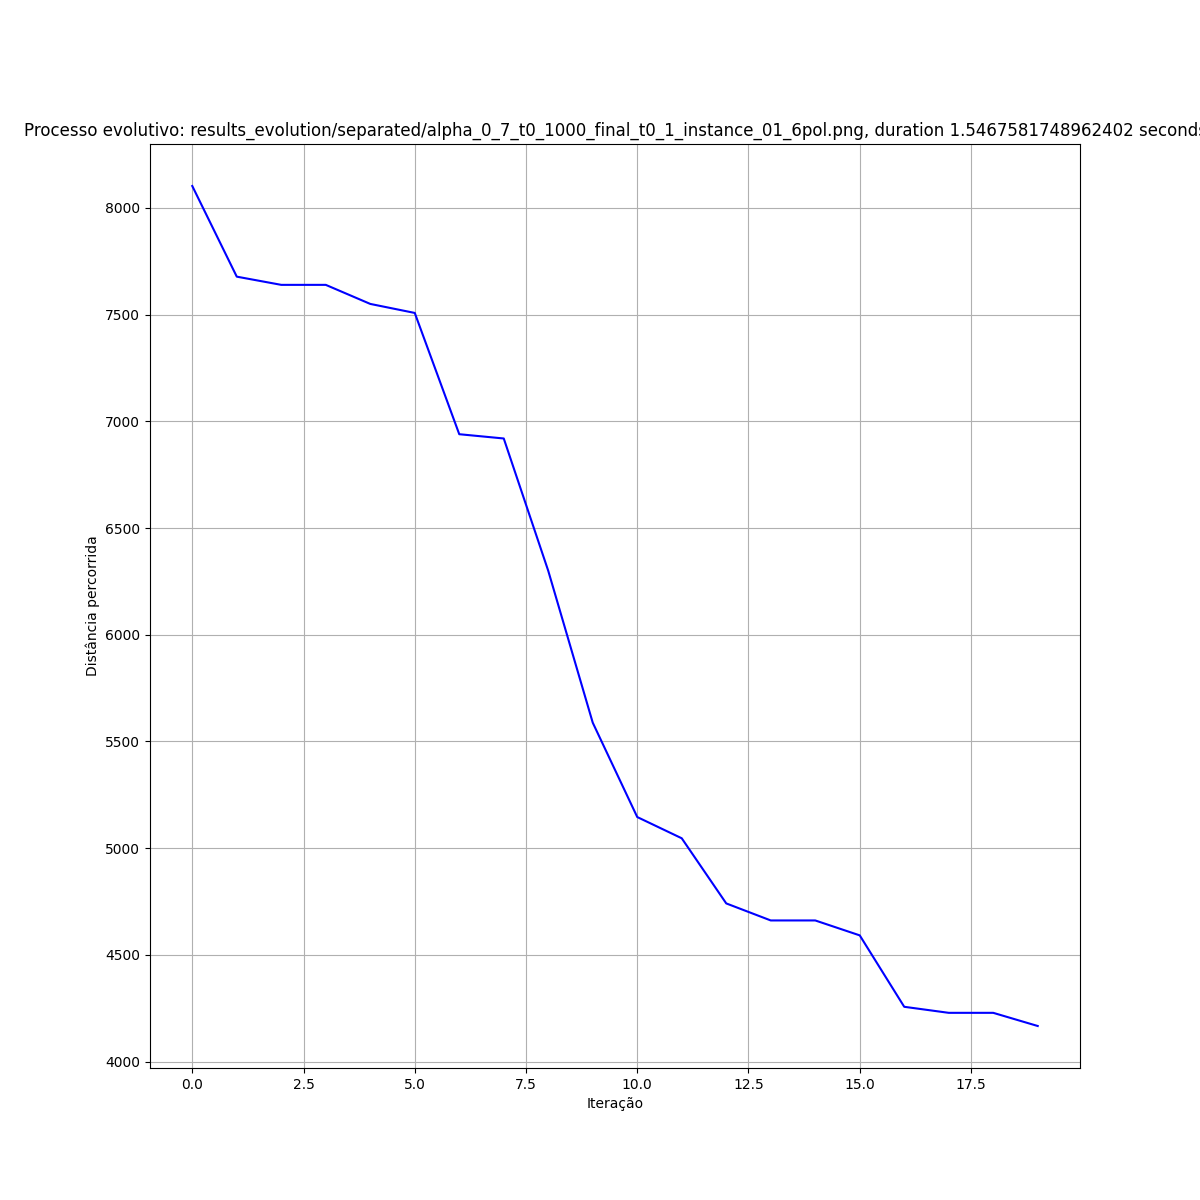 Processo evolutivo: results_evolution/separated/alpha_0_7_t0_1000_final_t0_1_instance_01_6pol.png, duration 1.5467581748962402 seconds
8000
7500
7000
6500
6000
5500
5000
4500
4000
Distância percorrida
0.0 2.5 5.0 7.5 10.0 12.5 15.0 17.5
Iteração